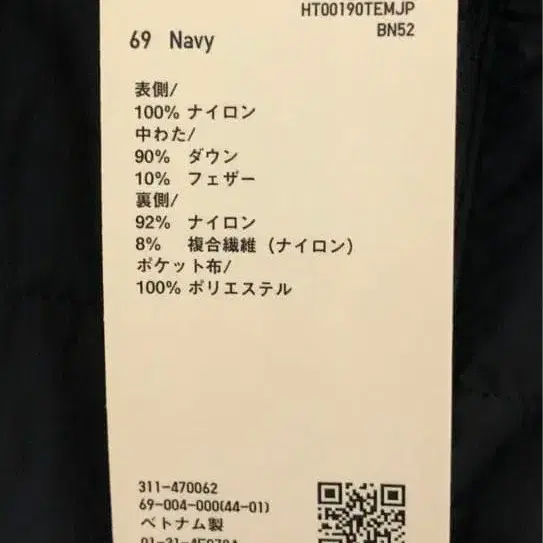 HT00190TEMJP
BN52
69 Navy
表側/
100% ナイロン
中わた/
90% ダウン
10% フェザー
裏側/
92% ナイロン
8% 複合繊維 (ナイロン)
ポケット布/
100% ポリエステル
311-470062
69-004-000(44-01)
ベトナム製